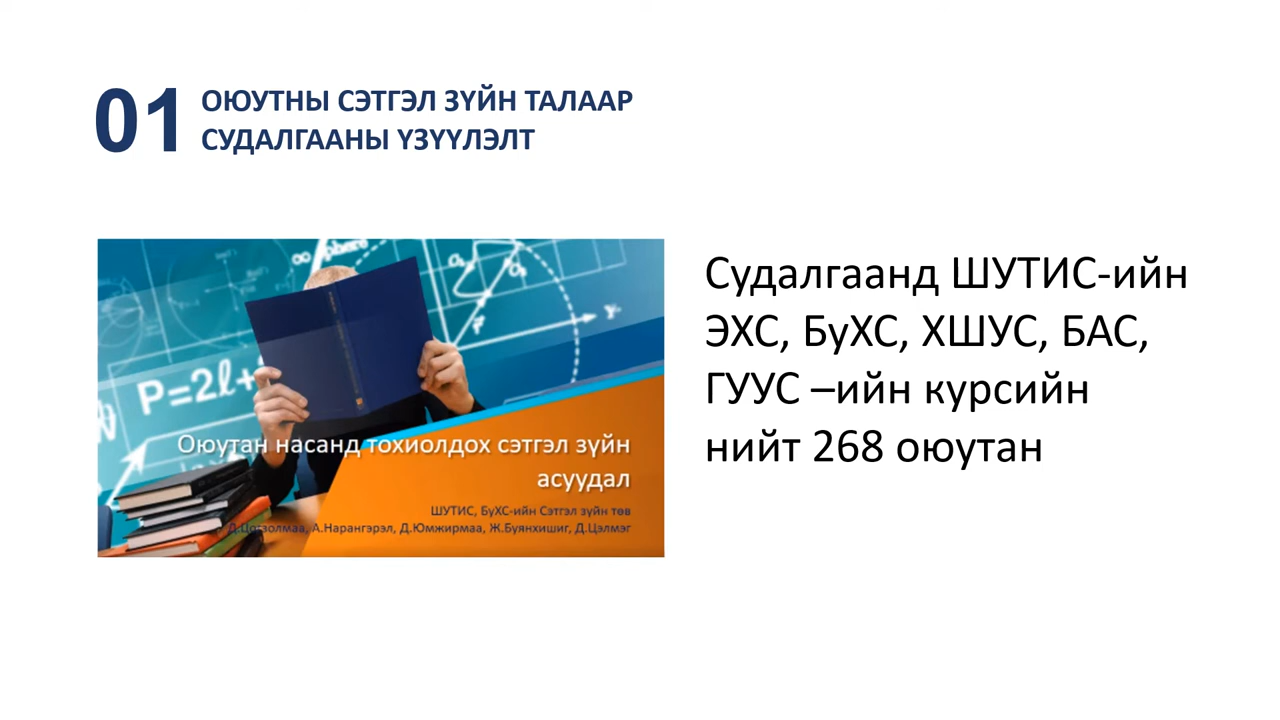 01
ОЮУТНЫ СЭТГЭЛ ЗҮЙН ТАЛААР
СУДАЛГААНЫ ҮЗҮҮЛЭЛТ
∞ sphere
P=2ℓ+
Оюутан насанд тохиолдох сэтгэл зүйн
асуудал
ШУТИС, БуХС-ийн Сэтгэл зүйн төв
А.Нарангэрэл, Д.Юмжирмаа, Ж.Буянхишиг, Д.Цэлмэг
Судалгаанд ШУТИС-ийн
ЭХС, БуХС, ХШУС, БАС,
ГУУС –ийн курсийн
нийт 268 оюутан